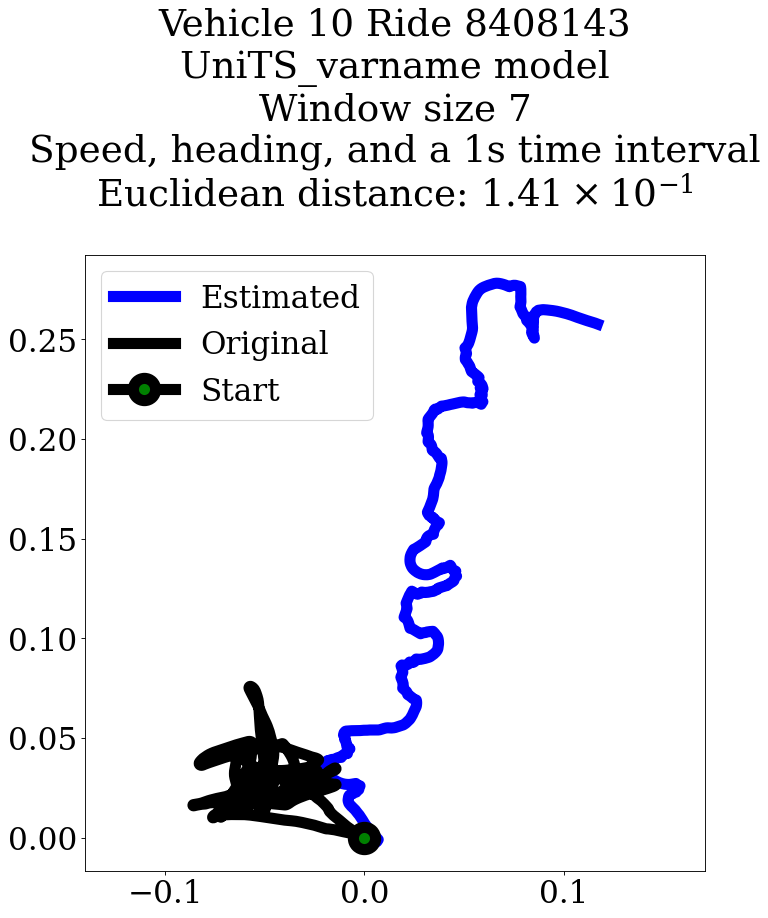 Vehicle 10 Ride 8408143
UniTS_varname model
Window size 7
Speed, heading, and a 1s time interval
Euclidean distance: 1.41 × 10⁻¹
Estimated
Original
Start
0.25
0.20
0.15
0.10
0.05
0.00
−0.1
0.0
0.1